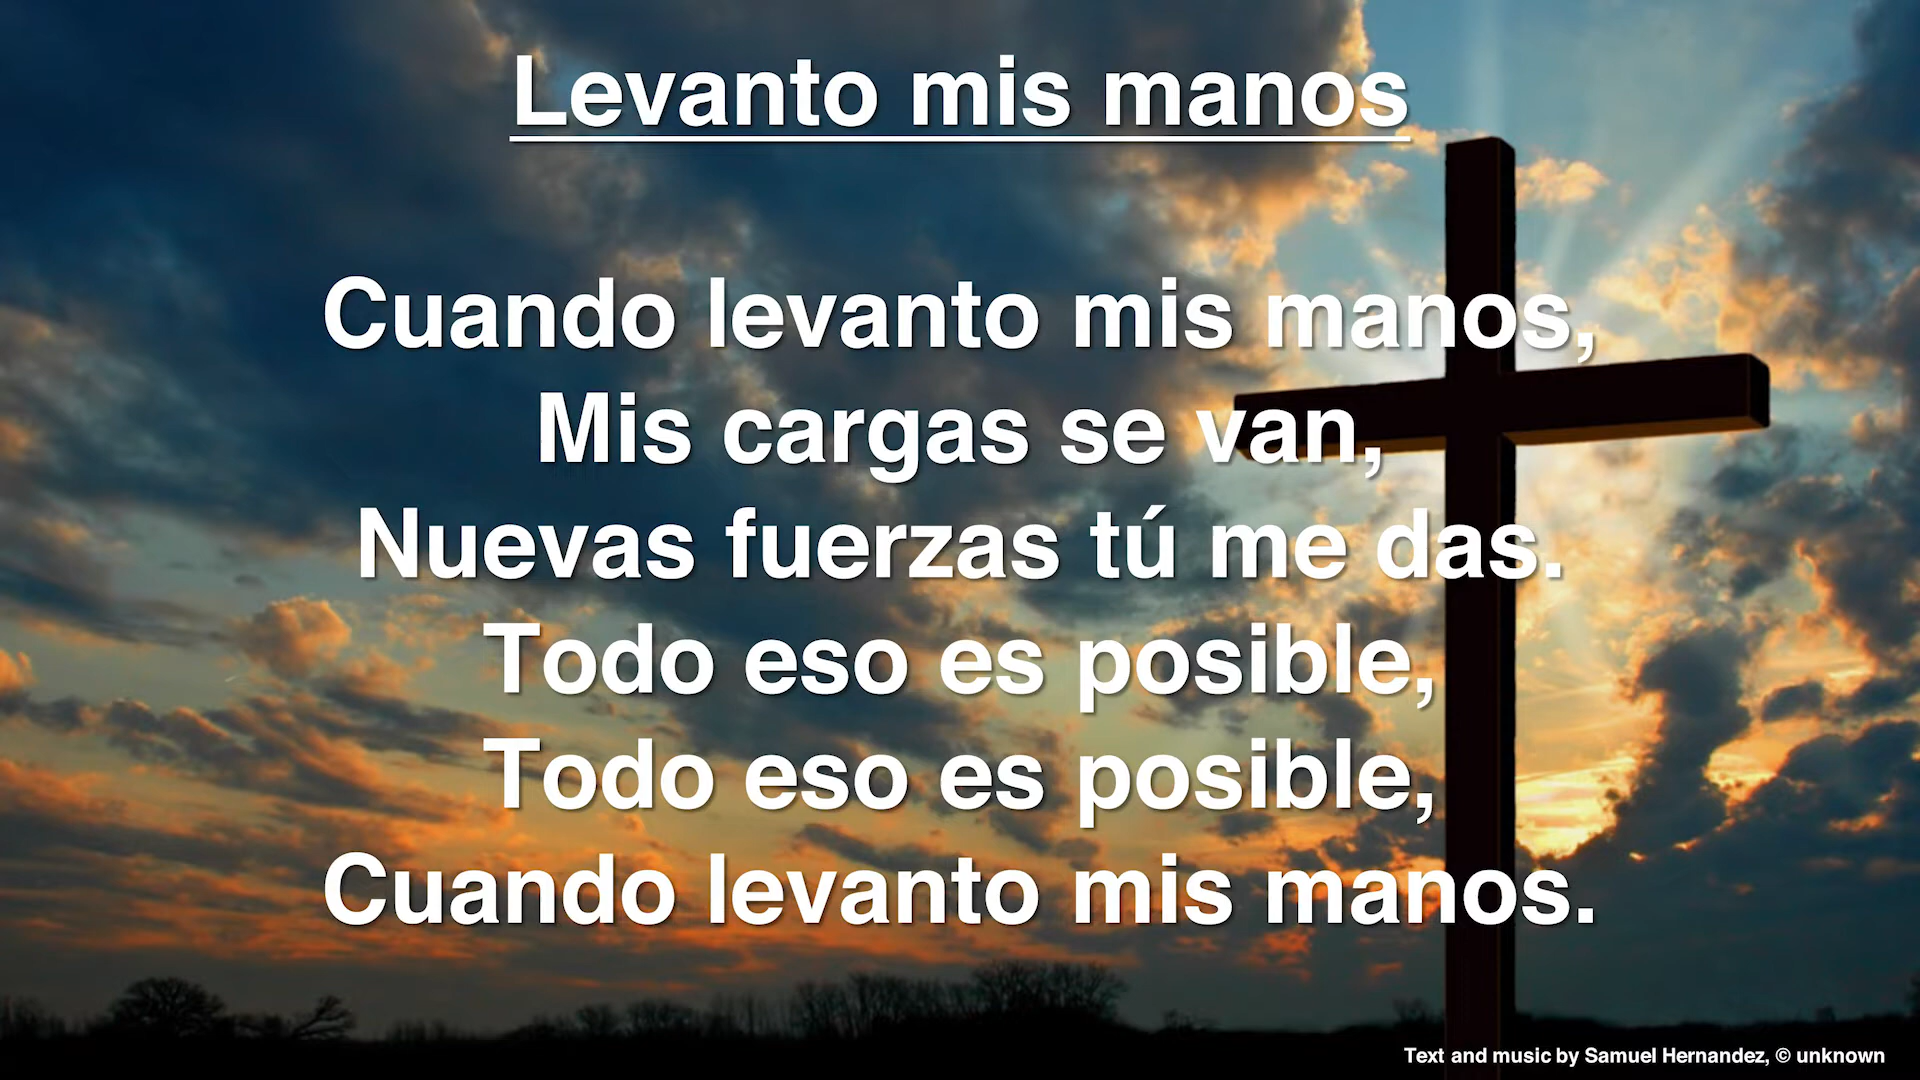 Levanto mis manos
Cuando levanto mis manos,
Mis cargas se van,
Nuevas fuerzas tú me das.
Todo eso es posible,
Todo eso es posible,
Cuando levanto mis manos.
Text and music by Samuel Hernandez, © unknown